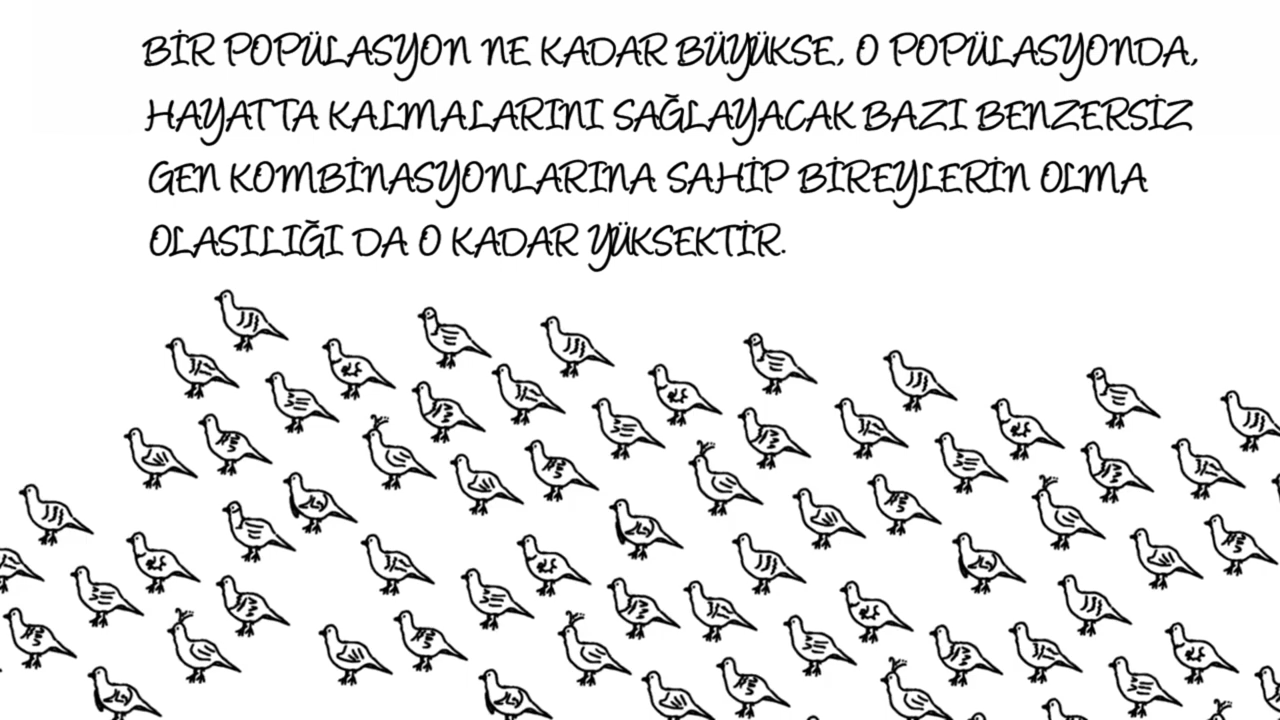 BİR POPÜLASYON NE KADAR BÜYÜKSE, O POPÜLASYONDA,
HAYATTA KALMALARINI SAĞLAYACAK BAZI BENZERSİZ
GEN KOMBİNASYONLARINA SAHİP BİREYLERİN OLMA
OLASILIĞI DA O KADAR YÜKSEKTİR.